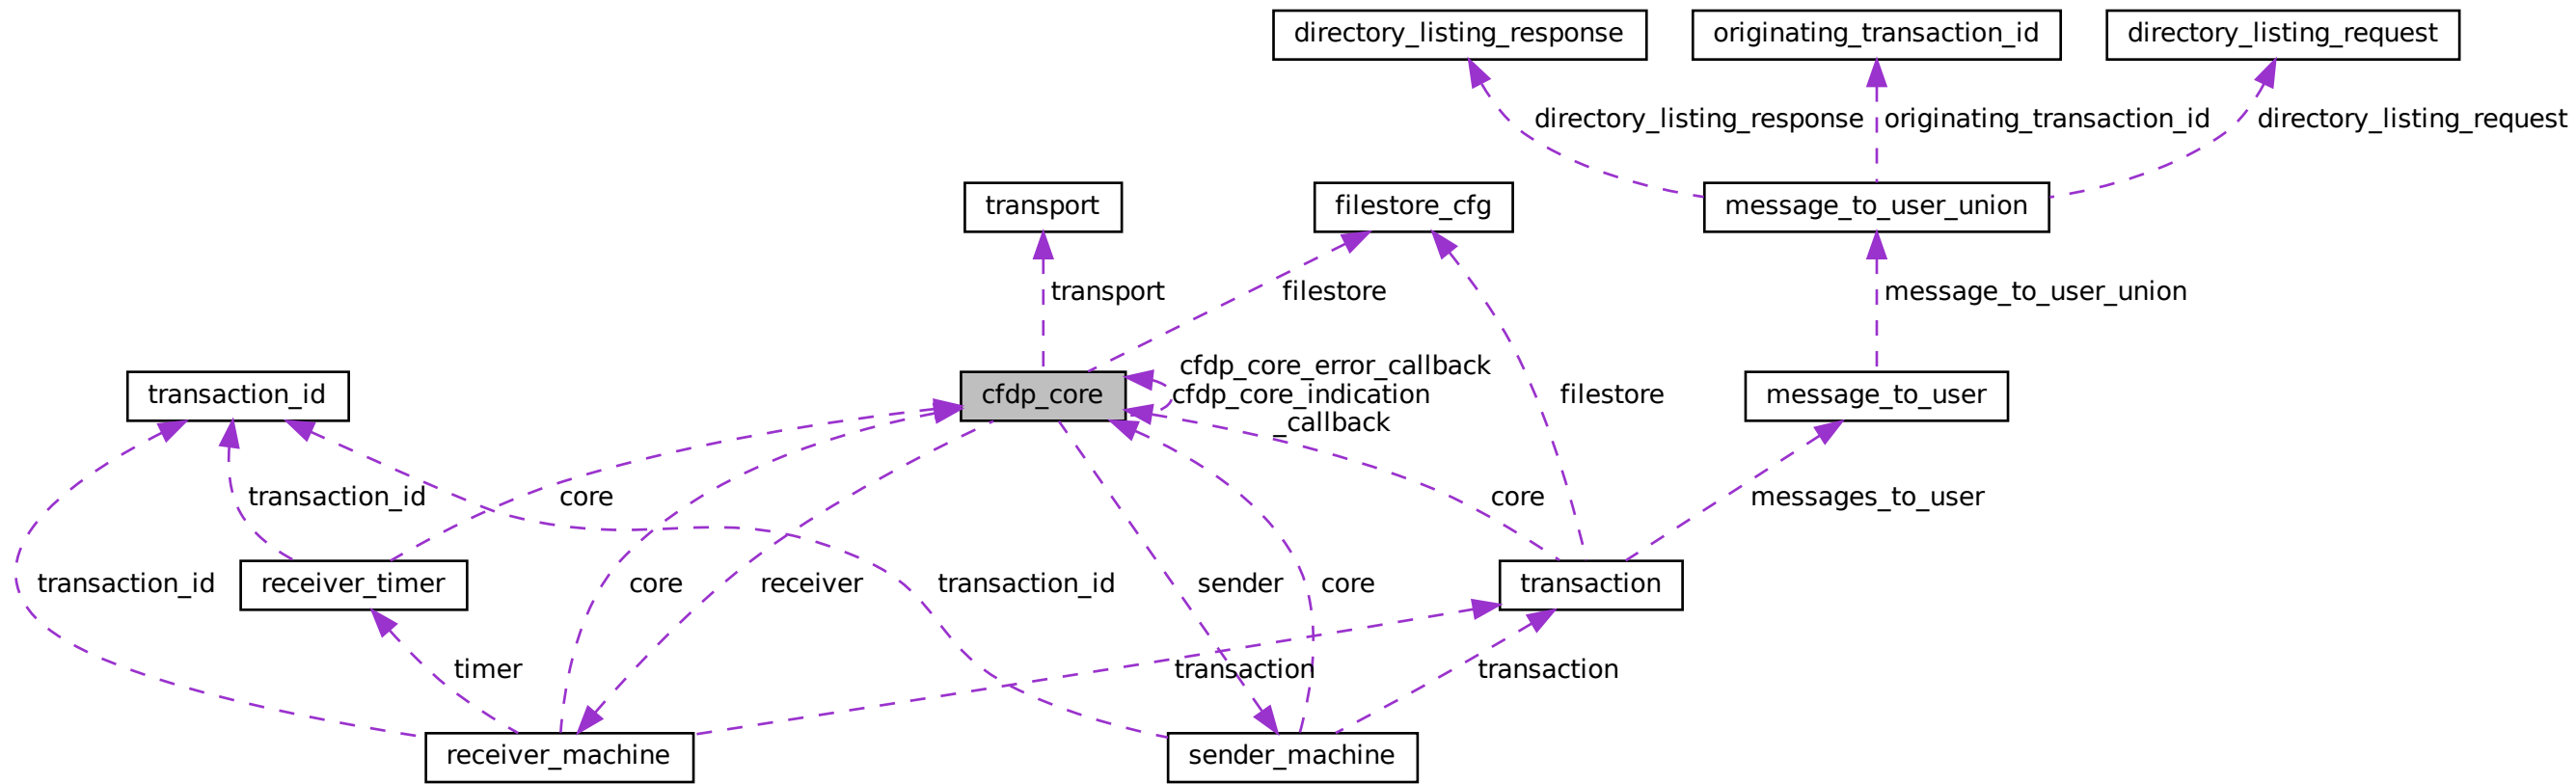 directory_listing_response
originating_transaction_id
directory_listing_request
directory_listing_response
originating_transaction_id
directory_listing_request
transport
filestore_cfg
message_to_user_union
transport
filestore
message_to_user_union
cfdp_core_error_callback
cfdp_core_indication
_callback
transaction_id
cfdp_core
filestore
message_to_user
transaction_id
core
core
messages_to_user
transaction_id
receiver_timer
core
receiver
transaction_id
sender
core
transaction
timer
transaction
transaction
receiver_machine
sender_machine